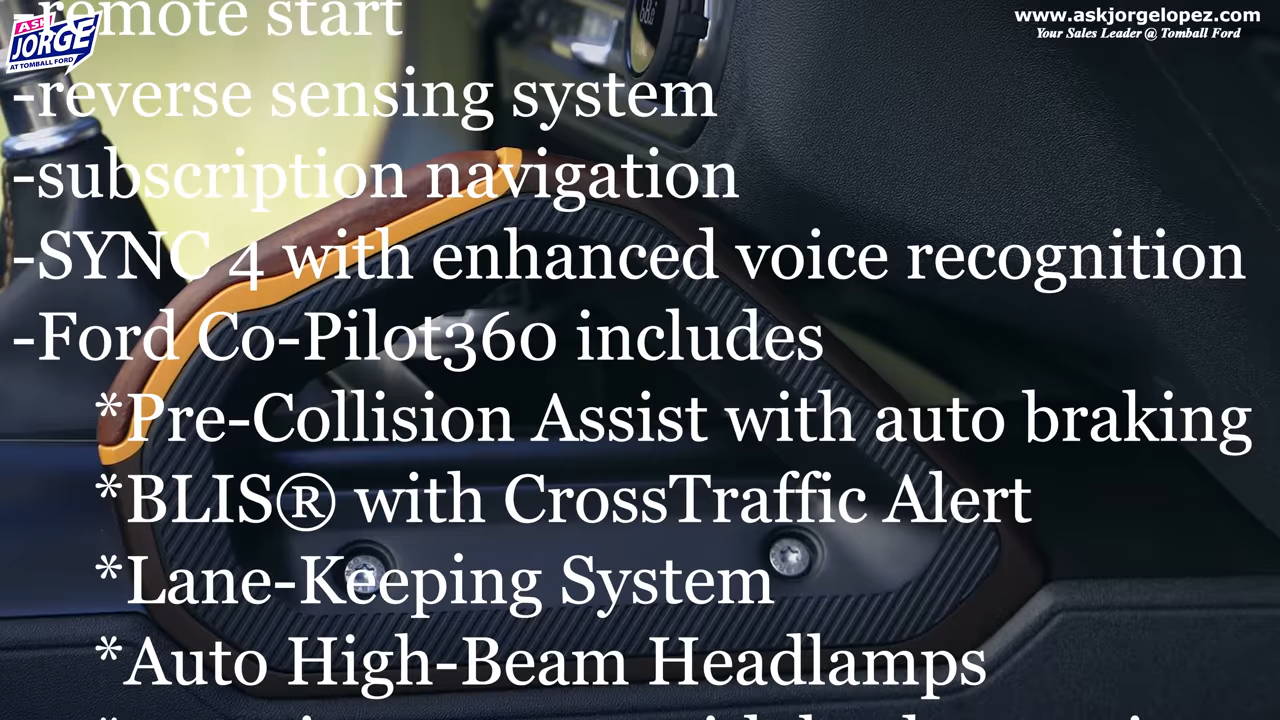 -remote start
ASK
JORGE
AT TOMBALL FORD
www.askjorgelopez.com
Your Sales Leader @ Tomball Ford
-reverse sensing system
-subscription navigation
-SYNC 4 with enhanced voice recognition
-Ford Co-Pilot360 includes
*Pre-Collision Assist with auto braking
*BLIS® with CrossTraffic Alert
*Lane-Keeping System
*Auto High-Beam Headlamps